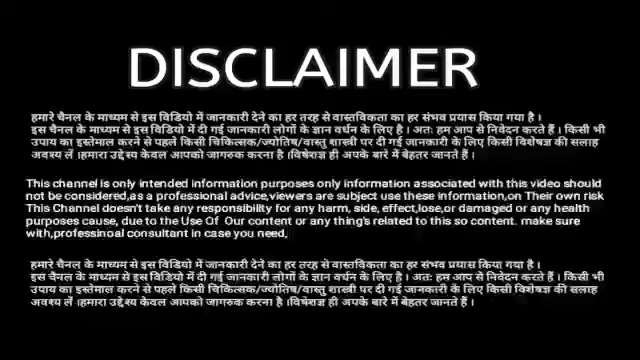 DISCLAIMER
हमारे चैनल के माध्यम से इस विडियो में जानकारी देने का हर तरह से वास्तविकता का हर संभव प्रयास किया गया है ।
इस चैनल के माध्यम से इस विडियो में दी गई जानकारी लोगों के ज्ञान वर्धन के लिए है । अतः हम आप से निवेदन करते हैं । किसी भी
उपाय का इस्तेमाल करने से पहले किसी चिकित्सक/ज्योतिष/वास्तु शास्त्री पर दी गई जानकारी के लिए किसी विशेषज्ञ की सलाह
अवश्य लें ।हमारा उद्देश्य केवल आपको जागरुक करना है ।विषेशज्ञ ही अपके बारे में बेहतर जानते हैं ।
This channel is only intended information purposes only information associated with this video should
not be considered,as a professional advice,viewers are subject use these information,on Their own risk
This Channel doesn't take any responsibility for any harm, side, effect,lose,or damaged or any health
purposes cause, due to the Use Of Our content or any thing's related to this so content. make sure
with,professinoal consultant in case you need.
हमारे चैनल के माध्यम से इस विडियो में जानकारी देने का हर तरह से वास्तविकता का हर संभव प्रयास किया गया है ।
इस चैनल के माध्यम से इस विडियो में दी गई जानकारी लोगों के ज्ञान वर्धन के लिए है । अतः हम आप से निवेदन करते हैं । किसी भी
उपाय का इस्तेमाल करने से पहले किसी चिकित्सक/ज्योतिष/वास्तु शास्त्री पर दी गई जानकारी के लिए किसी विशेषज्ञ की सलाह
अवश्य लें ।हमारा उद्देश्य केवल आपको जागरुक करना है ।विषेशज्ञ ही अपके बारे में बेहतर जानते हैं ।